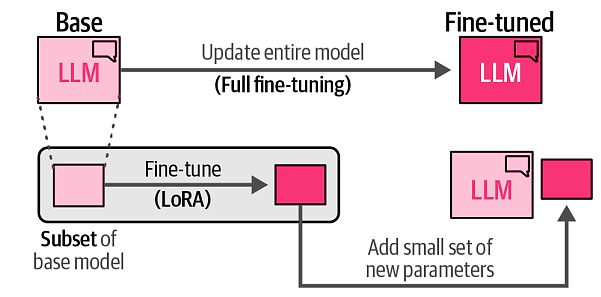 Base
Fine-tuned
LLM
Update entire model
(Full fine-tuning)
LLM
Fine-tune
(LoRA)
LLM
Subset of
base model
Add small set of
new parameters